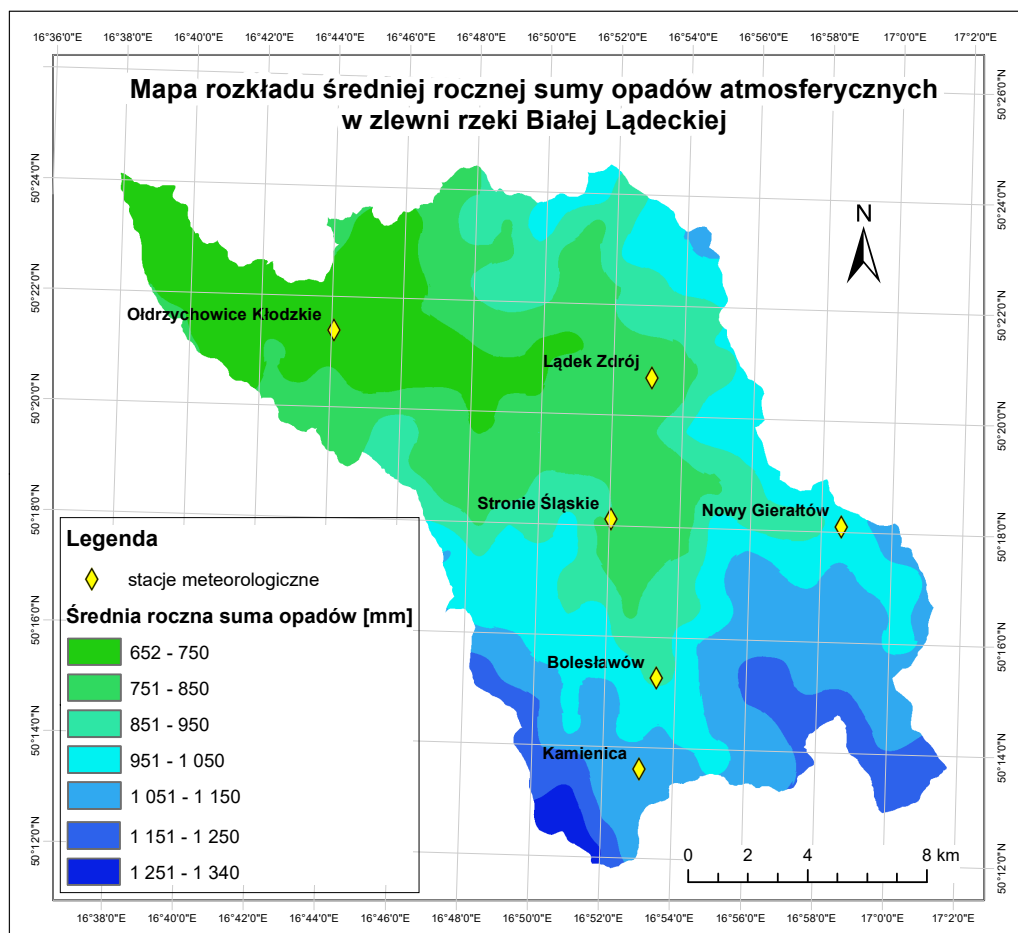 16°36'0"E 16°38'0"E 16°40'0"E 16°42'0"E 16°44'0"E 16°46'0"E 16°48'0"E 16°50'0"E 16°52'0"E 16°54'0"E 16°56'0"E 16°58'0"E 17°0'0"E 17°2'0"E
Mapa rozkładu średniej rocznej sumy opadów atmosferycznych
w zlewni rzeki Białej Lądeckiej
50°24'0"N
50°22'0"N
50°20'0"N
50°18'0"N
50°16'0"N
50°14'0"N
50°12'0"N
50°26'0"N
50°24'0"N
50°22'0"N
50°20'0"N
50°18'0"N
50°16'0"N
50°14'0"N
50°12'0"N
N
Ołdrzychowice Kłodzkie
Lądek Zdrój
Stronie Śląskie
Nowy Gierałtów
Bolesławów
Kamienica
Legenda
stacje meteorologiczne
Średnia roczna suma opadów [mm]
652 - 750
751 - 850
851 - 950
951 - 1 050
1 051 - 1 150
1 151 - 1 250
1 251 - 1 340
0 2 4 8 km
16°38'0"E 16°40'0"E 16°42'0"E 16°44'0"E 16°46'0"E 16°48'0"E 16°50'0"E 16°52'0"E 16°54'0"E 16°56'0"E 16°58'0"E 17°0'0"E 17°2'0"E